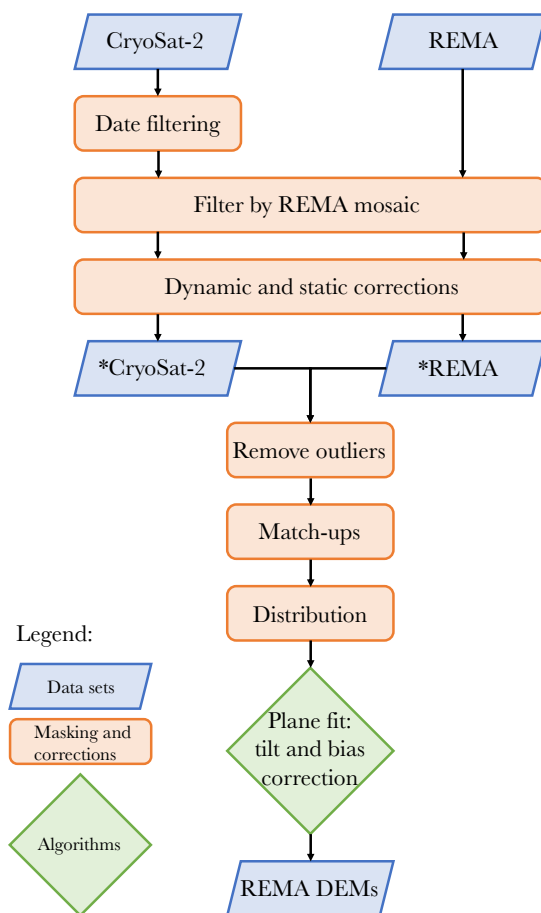 CryoSat-2
REMA
Date filtering
Filter by REMA mosaic
Dynamic and static corrections
*CryoSat-2
*REMA
Remove outliers
Match-ups
Distribution
Plane fit:
tilt and bias
correction
REMA DEMs
Legend:
Data sets
Masking and
corrections
Algorithms